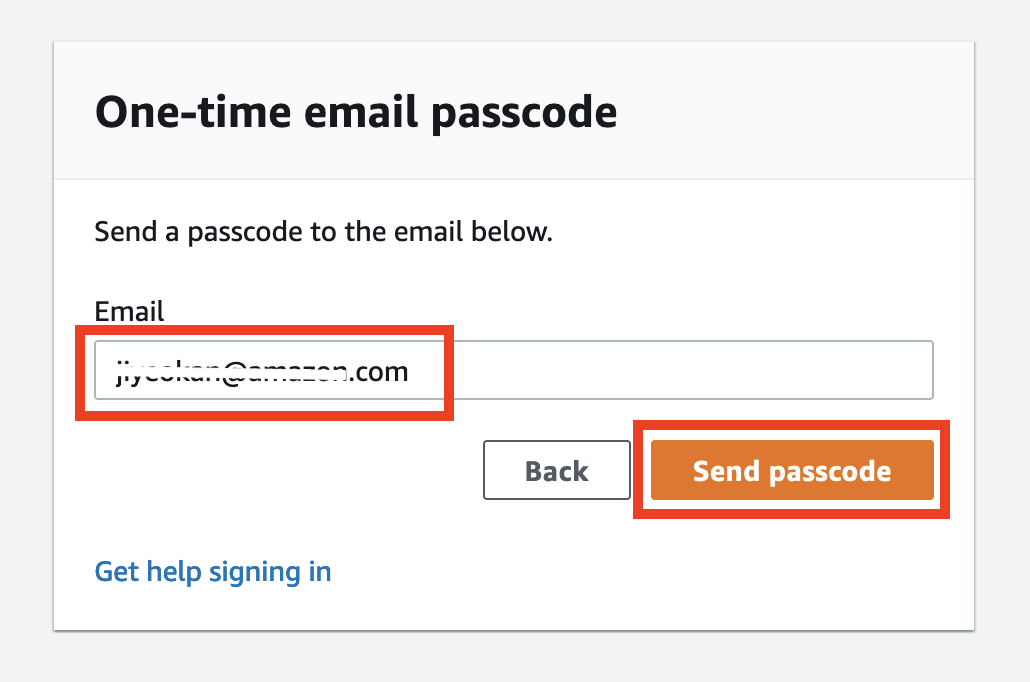 One-time email passcode
Send a passcode to the email below.
Email
.com
Back
Send passcode
Get help signing in